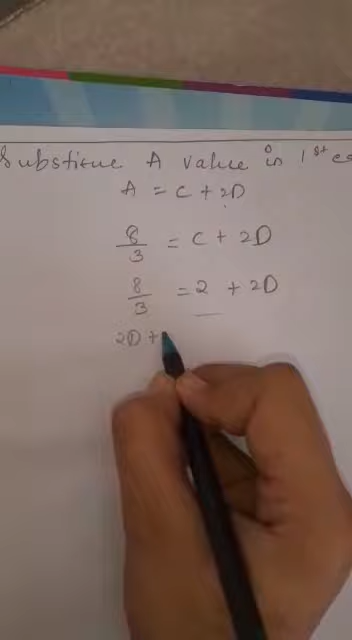 Substitue A value in 1st
A = C + 2D
8/3 = C + 2D
8/3 = 2 + 2D
2D +